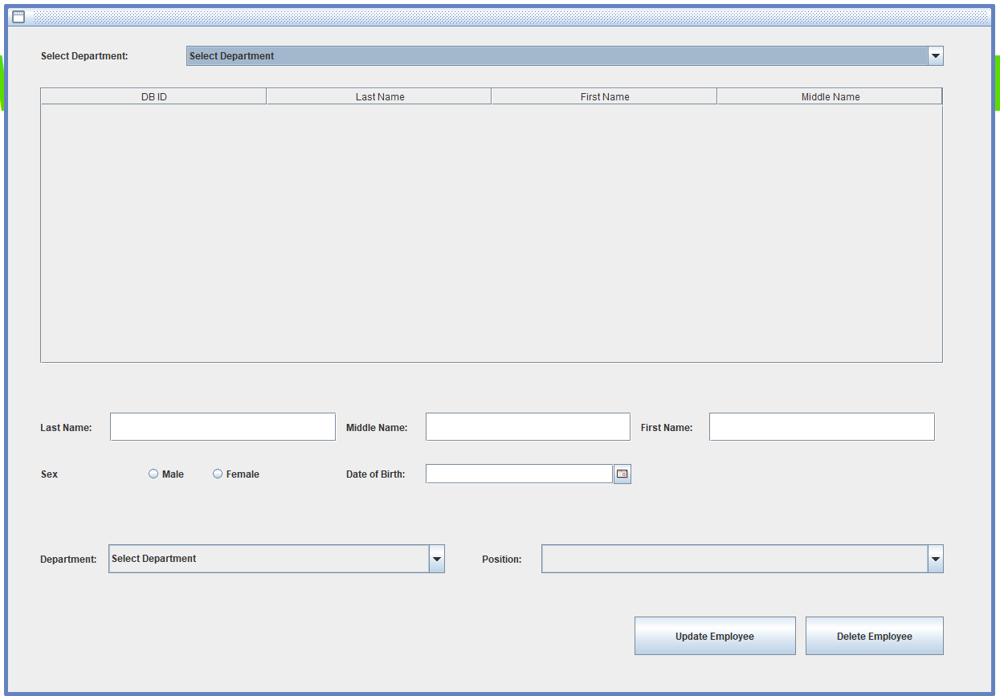 Select Department: Select Department
DB ID Last Name First Name Middle Name
Last Name: Middle Name: First Name:
Sex Male Female Date of Birth:
Department: Select Department Position:
Update Employee Delete Employee